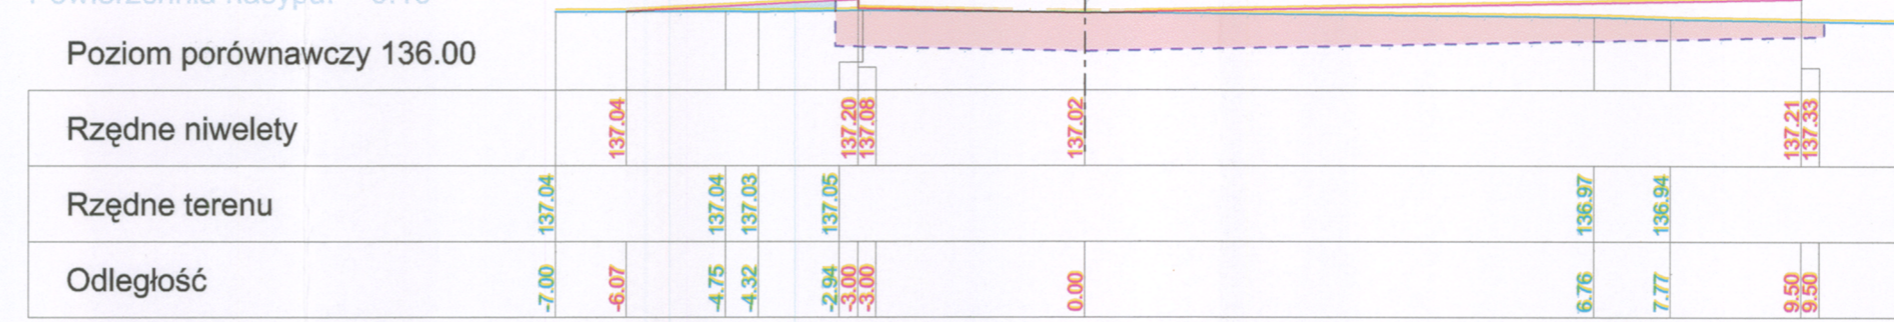 Poziom porównawczy 136.00
Rzędne niwelety 137.04 137.20 137.08 137.02 137.21 137.33
Rzędne terenu 137.04 137.04 137.03 137.05 136.97 136.94
Odległość -7.00 -6.07 -4.75 -4.32 -2.94 -3.00 -3.00 0.00 6.76 7.77 9.50 9.50